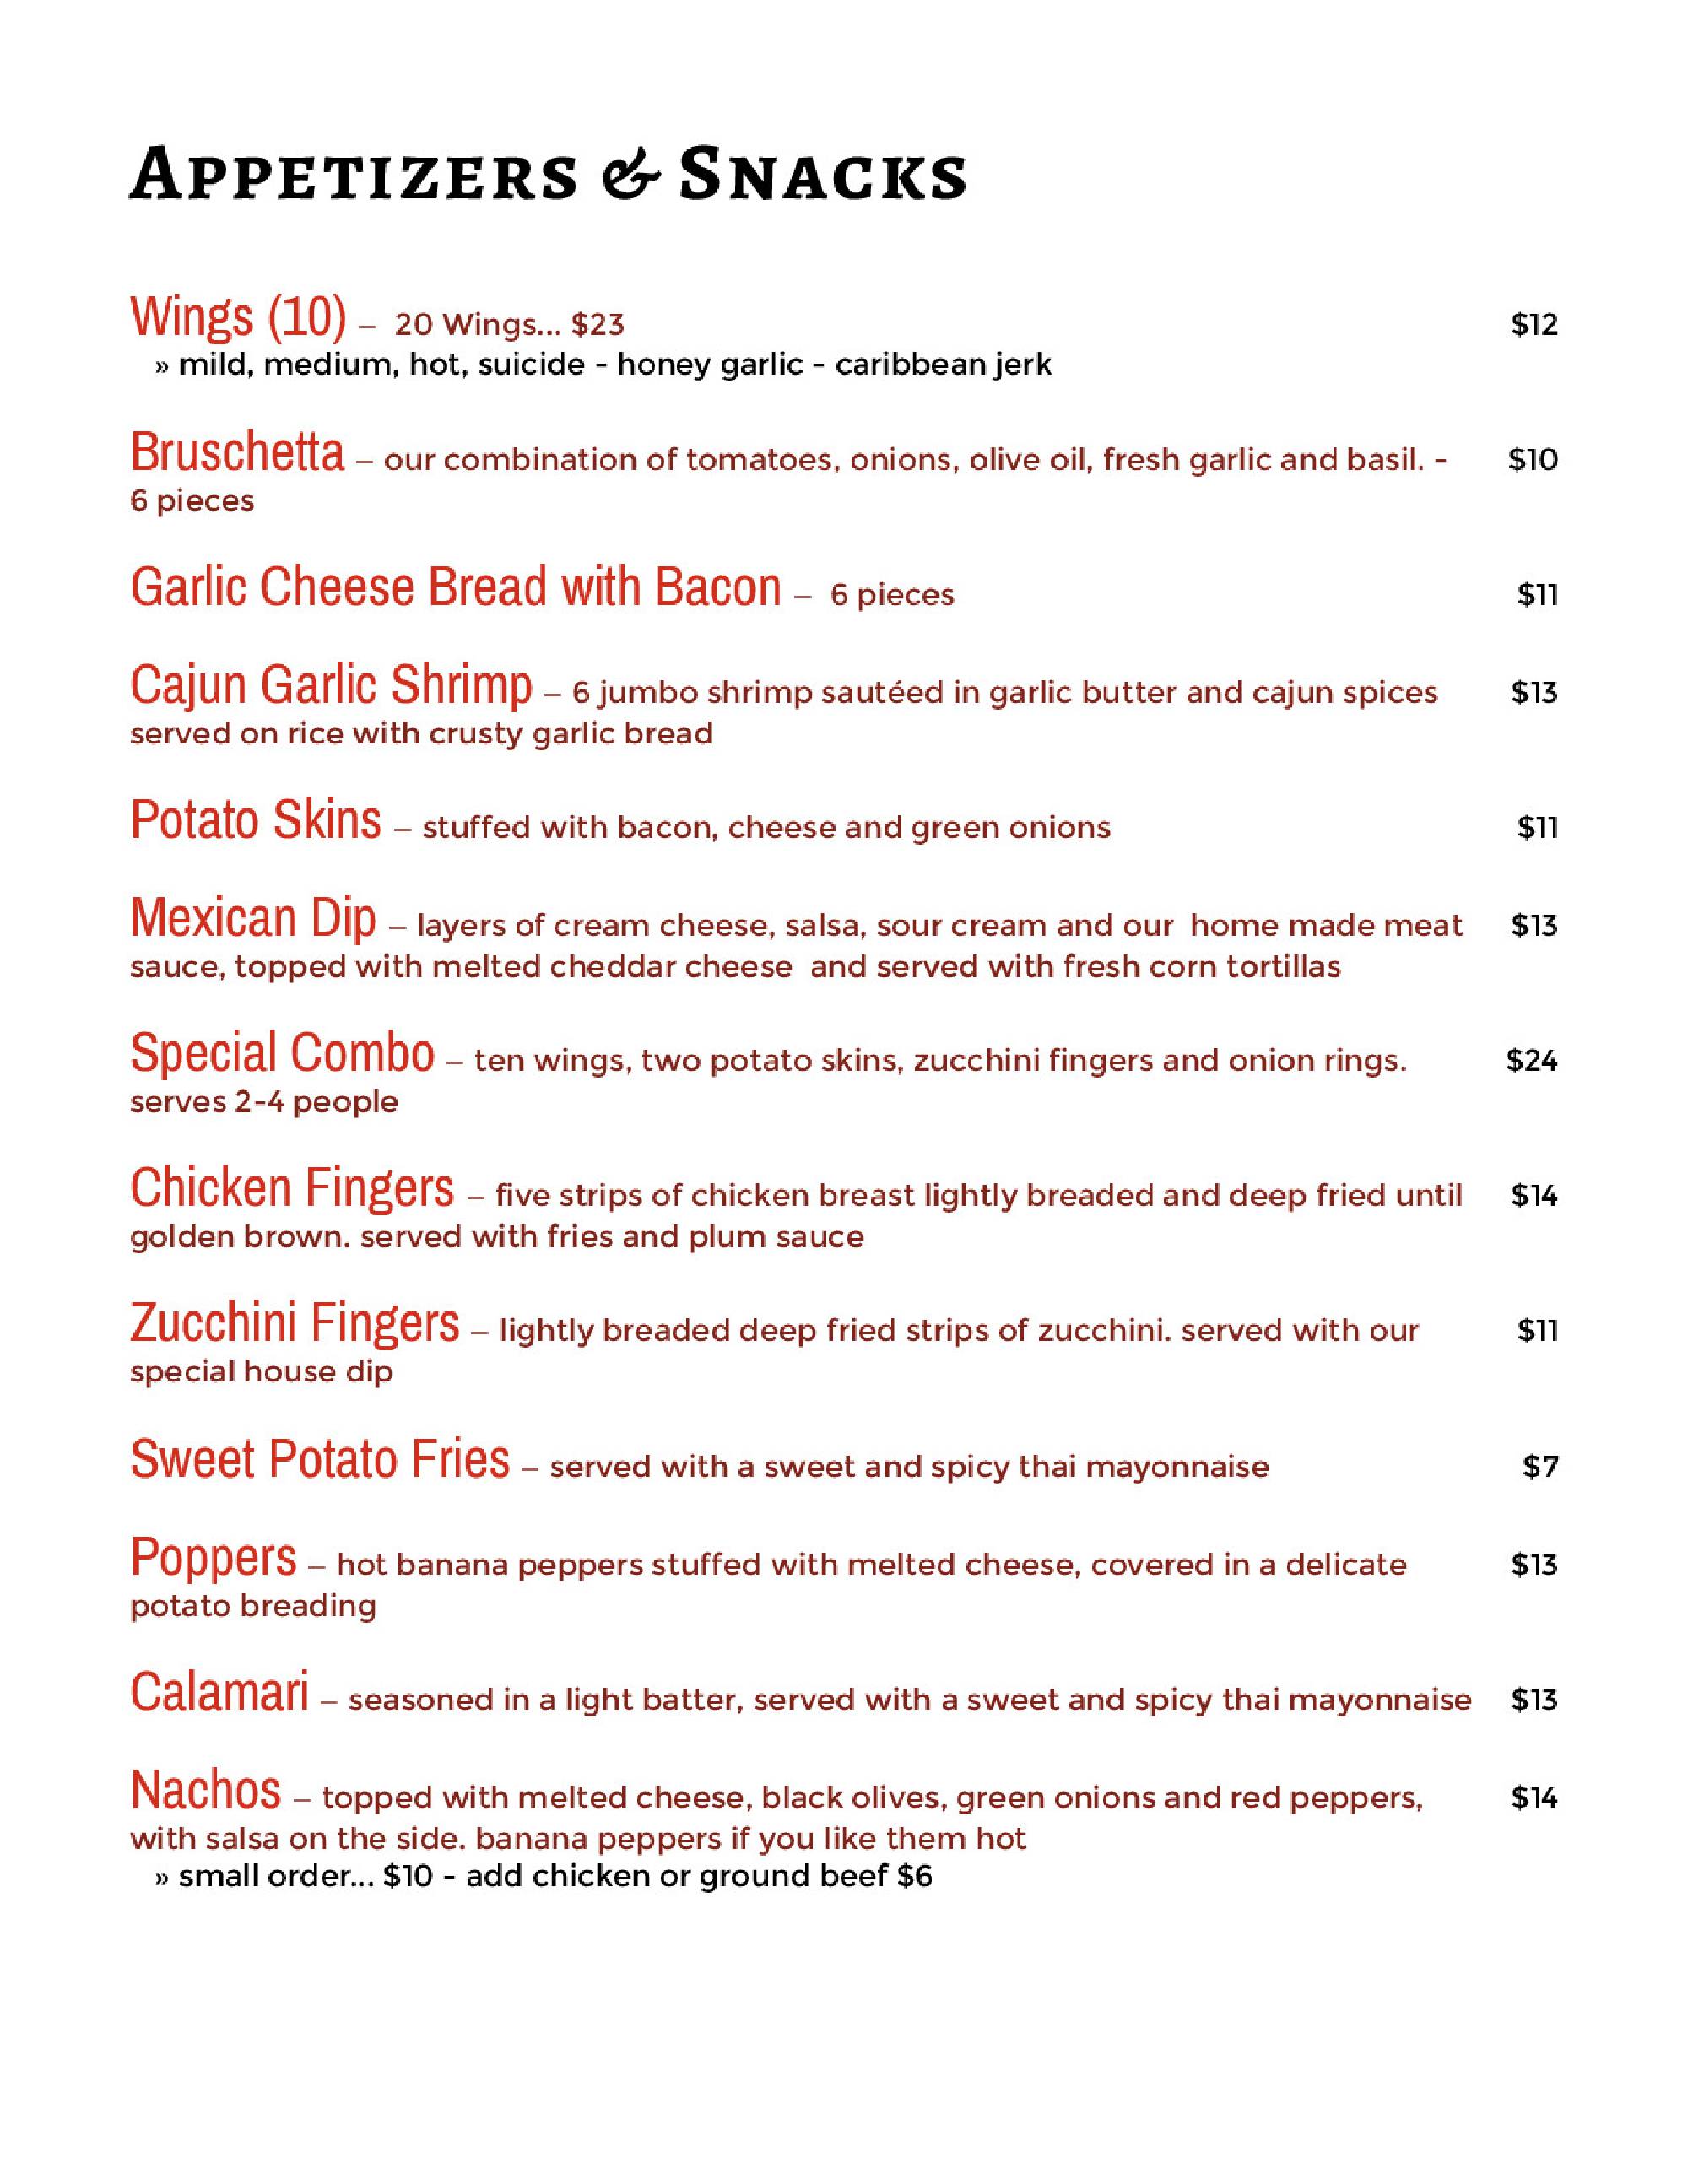 Appetizers & Snacks
Wings (10) – 20 Wings... $23 $12
» mild, medium, hot, suicide - honey garlic - caribbean jerk
Bruschetta – our combination of tomatoes, onions, olive oil, fresh garlic and basil. - $10
6 pieces
Garlic Cheese Bread with Bacon – 6 pieces $11
Cajun Garlic Shrimp – 6 jumbo shrimp sautéed in garlic butter and cajun spices $13
served on rice with crusty garlic bread
Potato Skins – stuffed with bacon, cheese and green onions $11
Mexican Dip – layers of cream cheese, salsa, sour cream and our home made meat $13
sauce, topped with melted cheddar cheese and served with fresh corn tortillas
Special Combo – ten wings, two potato skins, zucchini fingers and onion rings. $24
serves 2-4 people
Chicken Fingers – five strips of chicken breast lightly breaded and deep fried until $14
golden brown. served with fries and plum sauce
Zucchini Fingers – lightly breaded deep fried strips of zucchini. served with our $11
special house dip
Sweet Potato Fries – served with a sweet and spicy thai mayonnaise $7
Poppers – hot banana peppers stuffed with melted cheese, covered in a delicate $13
potato breading
Calamari – seasoned in a light batter, served with a sweet and spicy thai mayonnaise $13
Nachos – topped with melted cheese, black olives, green onions and red peppers, $14
with salsa on the side. banana peppers if you like them hot
» small order... $10 - add chicken or ground beef $6